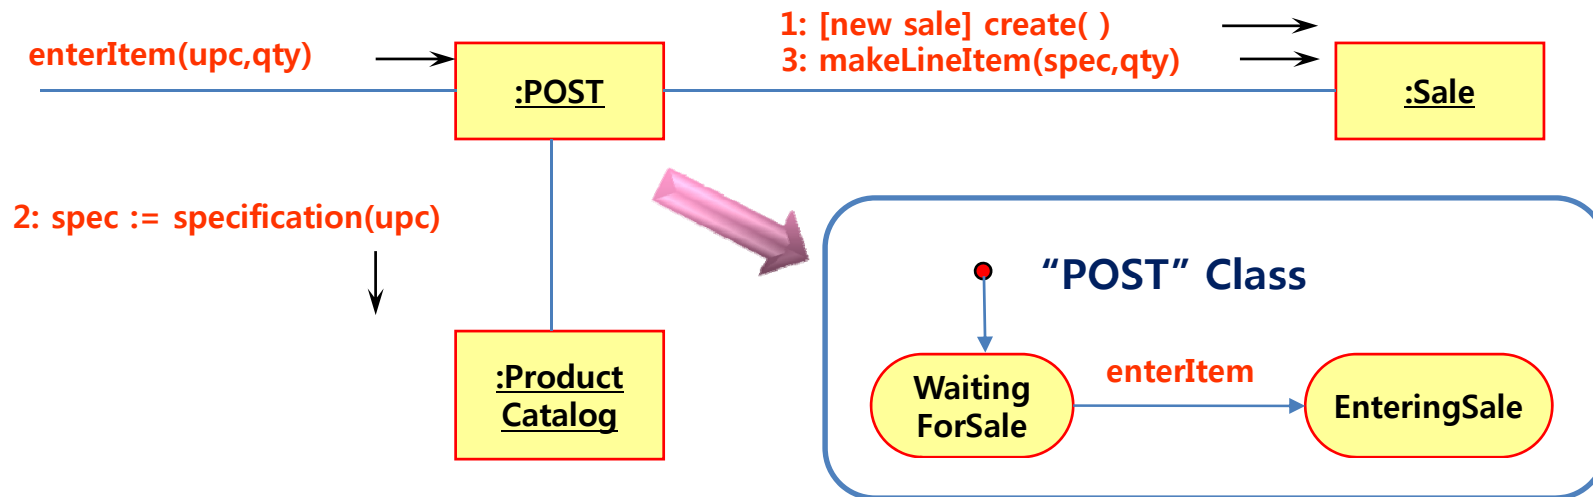 enterItem(upc,qty)
:POST
1: [new sale] create( )
3: makeLineItem(spec,qty)
:Sale
2: spec := specification(upc)
:Product
Catalog
“POST” Class
Waiting
ForSale
enterItem
EnteringSale